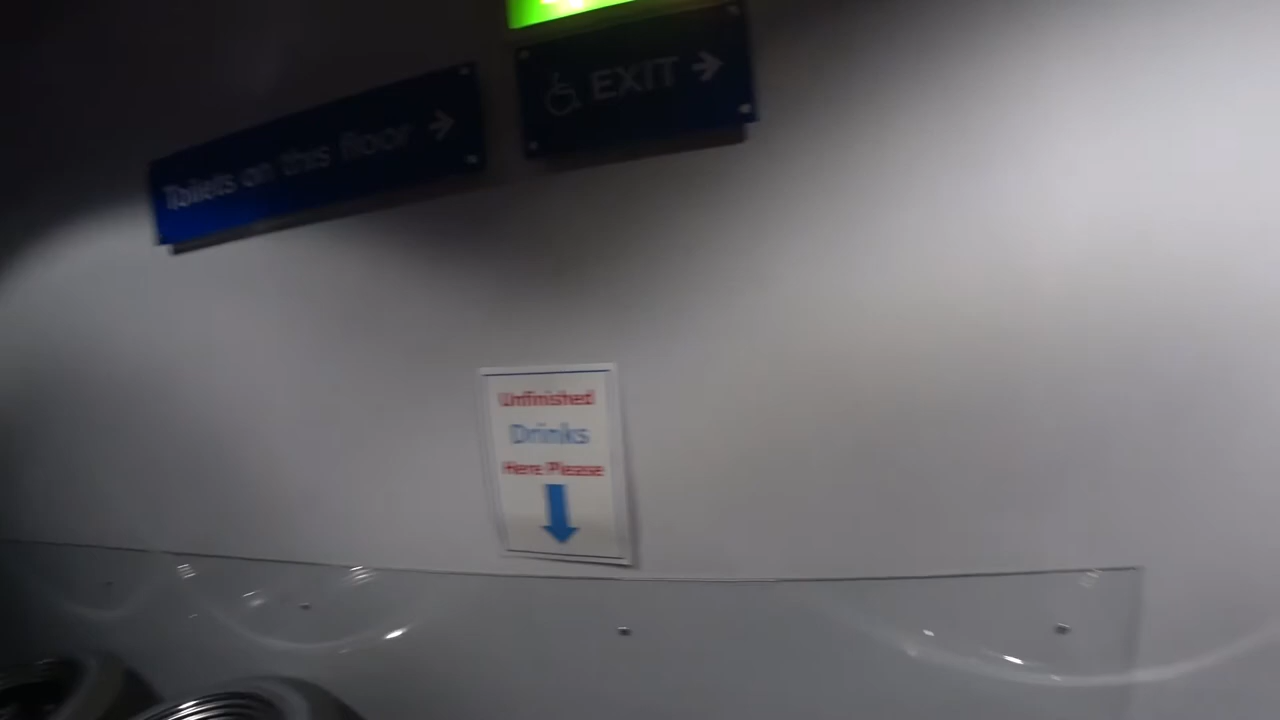 Toilets on this floor →
EXIT →
Unfinished
Drinks
Here Please